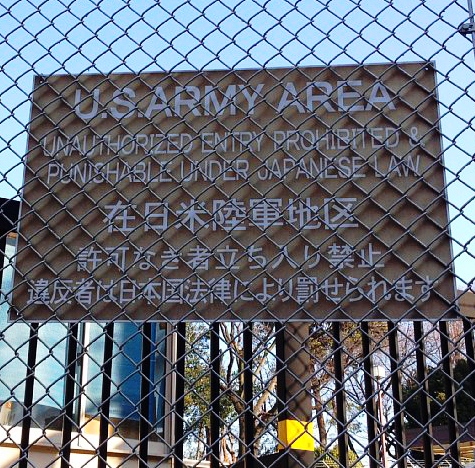 U.S. ARMY AREA
UNAUTHORIZED ENTRY PROHIBITED &
PUNISHABLE UNDER JAPANESE LAW
在日米陸軍地区
許可なき者立ち入り禁止
違反者は日本国法律により罰せられます